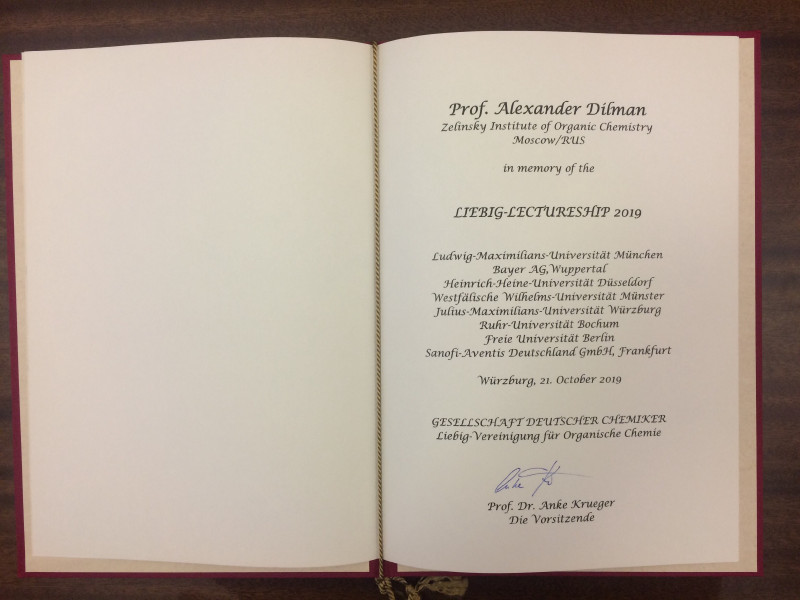 Prof. Alexander Dilman
Zelinsky Institute of Organic Chemistry
Moscow/RUS
in memory of the
LIEBIG-LECTURESHIP 2019
Ludwig-Maximilians-Universität München
Bayer AG, Wuppertal
Heinrich-Heine-Universität Düsseldorf
Westfälische Wilhelms-Universität Münster
Julius-Maximilians-Universität Würzburg
Ruhr-Universität Bochum
Freie Universität Berlin
Sanofi-Aventis Deutschland GmbH, Frankfurt
Würzburg, 21. October 2019
GESELLSCHAFT DEUTSCHER CHEMIKER
Liebig-Vereinigung für Organische Chemie
Prof. Dr. Anke Krueger
Die Vorsitzende